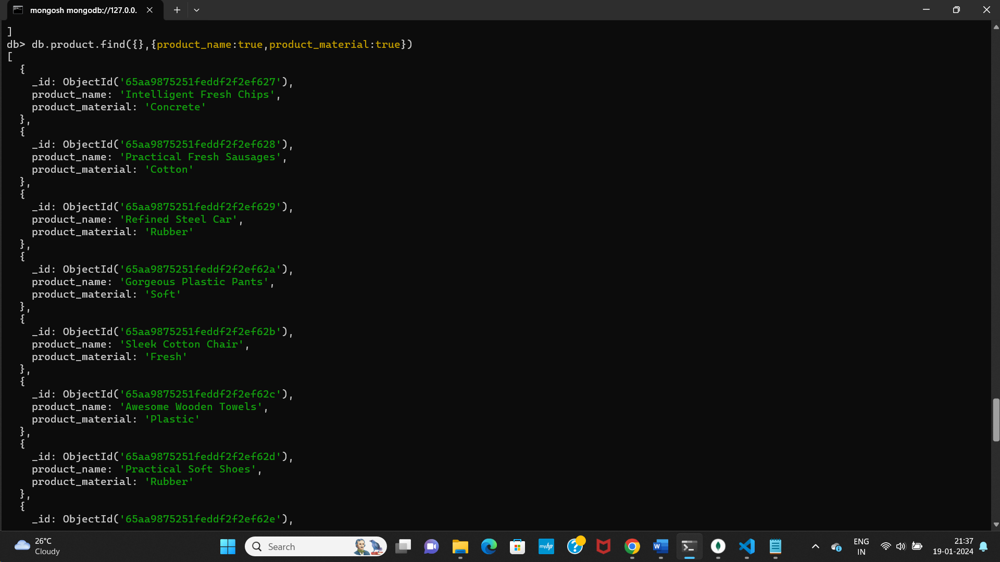 mongosh mongodb://127.0.0.
]
db> db.product.find({},{product_name:true,product_material:true})
[
  {
    _id: ObjectId('65aa9875251feddf2f2ef627'),
    product_name: 'Intelligent Fresh Chips',
    product_material: 'Concrete'
  },
  {
    _id: ObjectId('65aa9875251feddf2f2ef628'),
    product_name: 'Practical Fresh Sausages',
    product_material: 'Cotton'
  },
  {
    _id: ObjectId('65aa9875251feddf2f2ef629'),
    product_name: 'Refined Steel Car',
    product_material: 'Rubber'
  },
  {
    _id: ObjectId('65aa9875251feddf2f2ef62a'),
    product_name: 'Gorgeous Plastic Pants',
    product_material: 'Soft'
  },
  {
    _id: ObjectId('65aa9875251feddf2f2ef62b'),
    product_name: 'Sleek Cotton Chair',
    product_material: 'Fresh'
  },
  {
    _id: ObjectId('65aa9875251feddf2f2ef62c'),
    product_name: 'Awesome Wooden Towels',
    product_material: 'Plastic'
  },
  {
    _id: ObjectId('65aa9875251feddf2f2ef62d'),
    product_name: 'Practical Soft Shoes',
    product_material: 'Rubber'
  },
  {
    _id: ObjectId('65aa9875251feddf2f2ef62e'),
26°C
Cloudy
Search
myhp
W
ENG
IN
21:37
19-01-2024